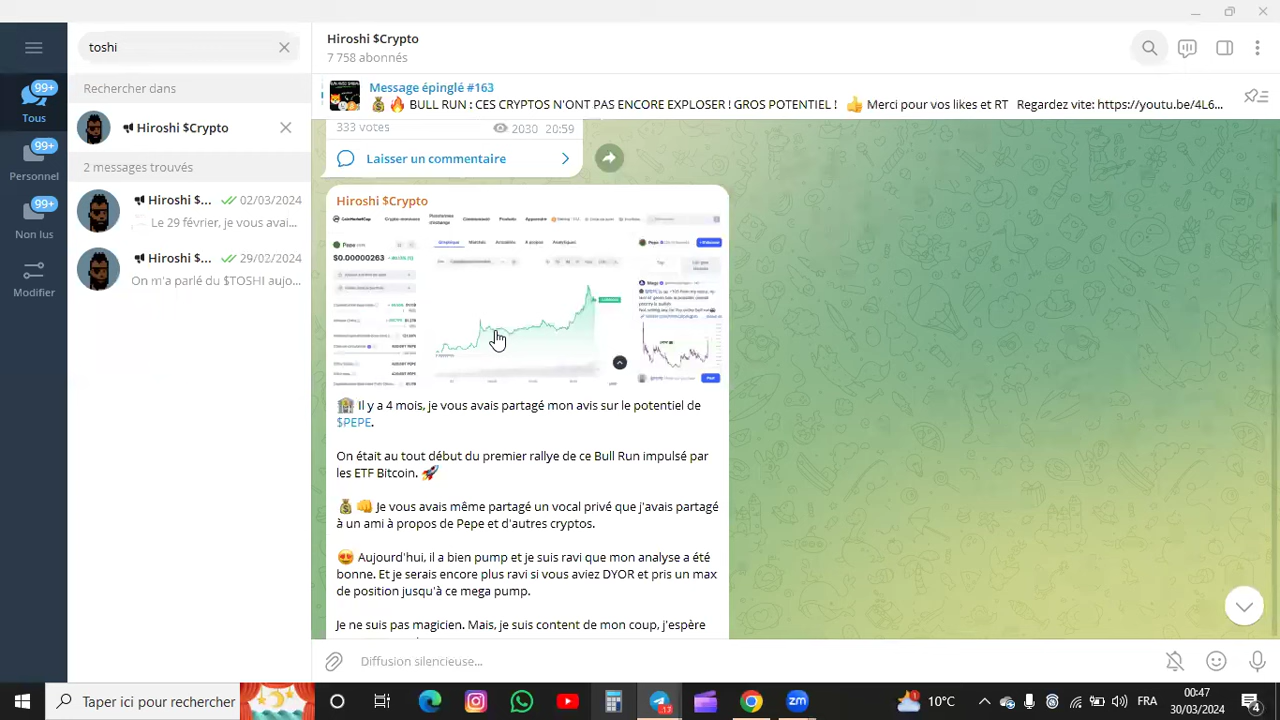 toshi
Rechercher dans
Hiroshi $Crypto
2 messages trouvés
Hiroshi $... 02/03/2024
Le 29 février, je vous avai...
$... 29/02/2024
parlé de TOSHI aujo...
99+
Tous
99+
Personnel
99+
Non lus
Modifier
Hiroshi $Crypto
7 758 abonnés
Message épinglé #163
BULL RUN : CES CRYPTOS N'ONT PAS ENCORE EXPLOSER ! GROS POTENTIEL ! 👍 Merci pour vos likes et RT Regardez vite: https://youtu.be/4L6...
333 votes 2030 20:59
Laisser un commentaire
Hiroshi $Crypto
CoinMarketCap
Pepe
$0.00000263
Il y a 4 mois, je vous avais partagé mon avis sur le potentiel de
$PEPE.
On était au tout début du premier rallye de ce Bull Run impulsé par
les ETF Bitcoin. 🚀
💰 👊 Je vous avais même partagé un vocal privé que j'avais partagé
à un ami à propos de Pepe et d'autres cryptos.
😍 Aujourd'hui, il a bien pump et je suis ravi que mon analyse a été
bonne. Et je serais encore plus ravi si vous aviez DYOR et pris un max
de position jusqu'à ce mega pump.
Je ne suis pas magicien. Mais, je suis content de mon coup, j'espère
Diffusion silencieuse...
Taper ici pour rechercher
17
zm
10°C
FRA
00:47
30/03/2024
4